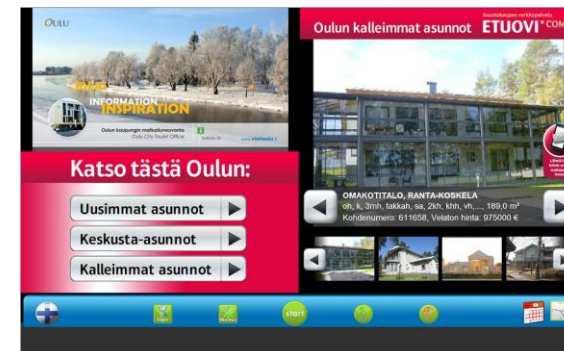 OULU
INFORMATION
INSPIRATION
Oulun kaupungin matkailuneuvonta
Oulu City Tourist Office
Katso tästä Oulun:
Uusimmat asunnot
Keskusta-asunnot
Kalleimmat asunnot
Asuntokaupan verkkopalvelu
Oulun kalleimmat asunnot ETUOVI.COM
OMAKOTITALO, RANTA-KOSKELA
oh, k, 3mh, takkah, sa, 2kh, khh, vh,..., 189,0 m²
Kohdenumero: 611658, Velaton hinta: 975000 €
start